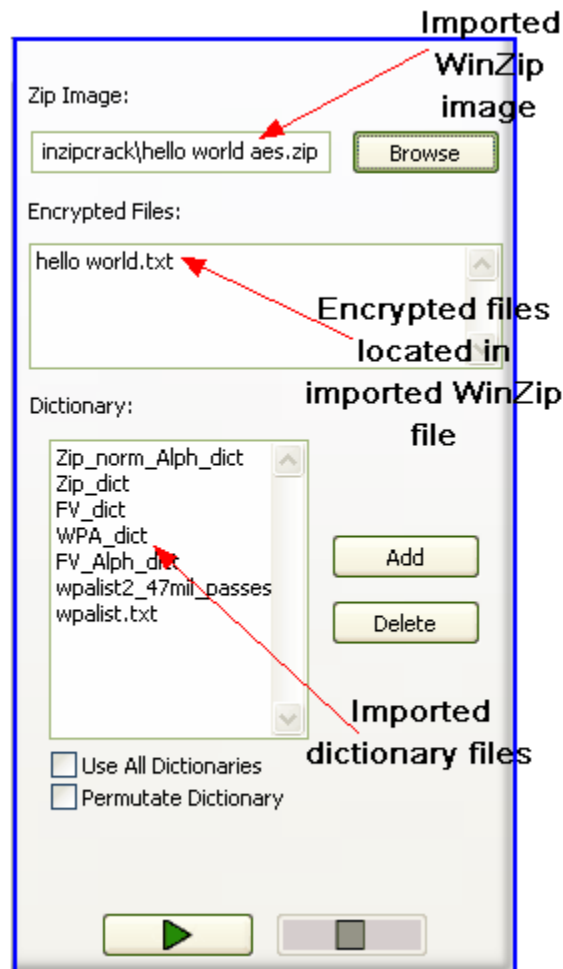 Imported
WinZip
image
Zip Image:
inzipcrack\hello world aes.zip
Browse
Encrypted Files:
hello world.txt
Encrypted files
located in
imported WinZip
file
Dictionary:
Zip_norm_Alph_dict
Zip_dict
FV_dict
WPA_dict
FV_Alph_dict
wpalist2_47mil_passes
wpalist.txt
Add
Delete
Imported
dictionary files
Use All Dictionaries
Permutate Dictionary